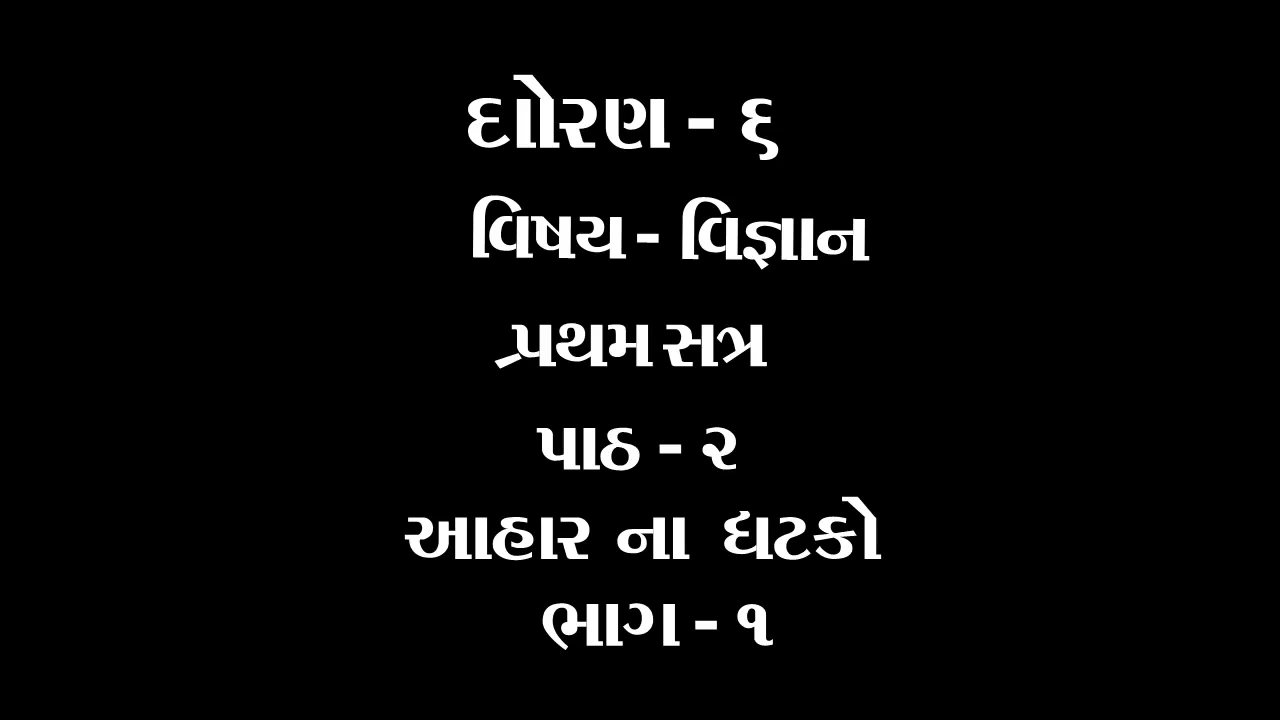 દાોરણ - ૬
વિષય - વિજ્ઞાન
પ્રથમ સત્ર
પાઠ - ૨
આહાર ના ઘટકો
ભાગ - ૧